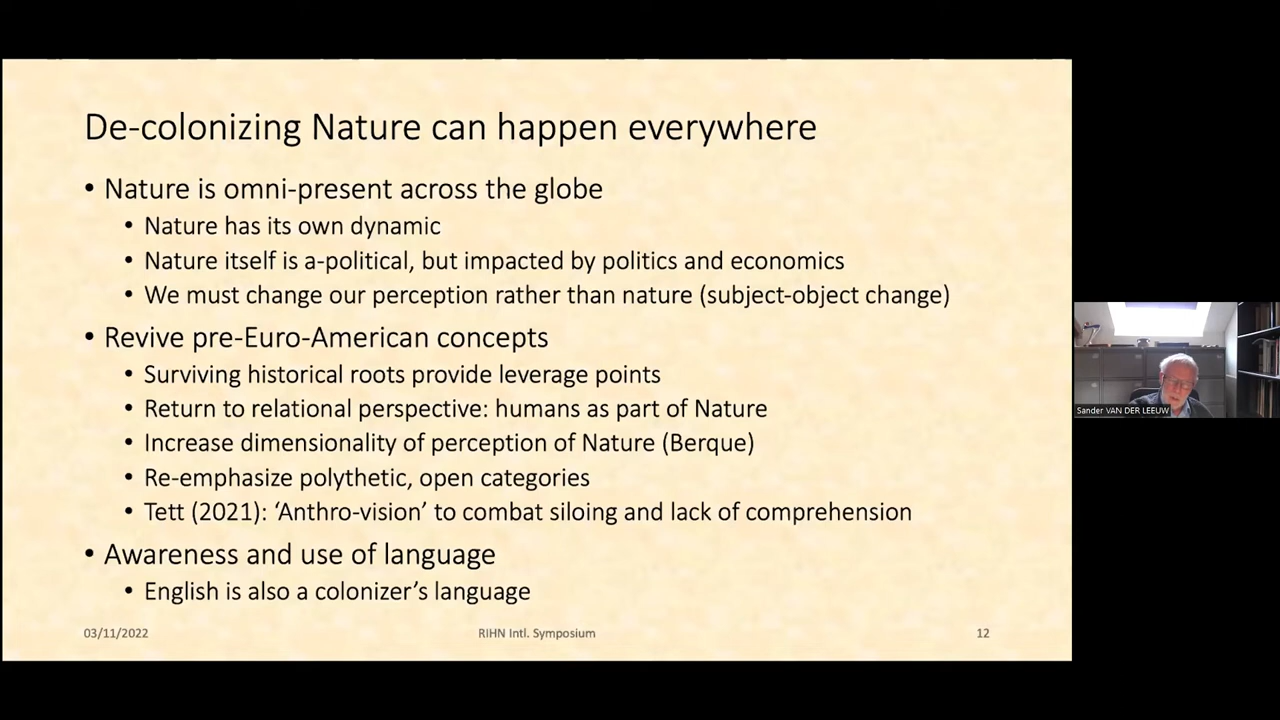 De-colonizing Nature can happen everywhere
• Nature is omni-present across the globe
• Nature has its own dynamic
• Nature itself is a-political, but impacted by politics and economics
• We must change our perception rather than nature (subject-object change)
• Revive pre-Euro-American concepts
• Surviving historical roots provide leverage points
• Return to relational perspective: humans as part of Nature
• Increase dimensionality of perception of Nature (Berque)
• Re-emphasize polythetic, open categories
• Tett (2021): ‘Anthro-vision’ to combat siloing and lack of comprehension
• Awareness and use of language
• English is also a colonizer’s language
03/11/2022 RIHN Intl. Symposium 12
Sander VAN DER LEEUW